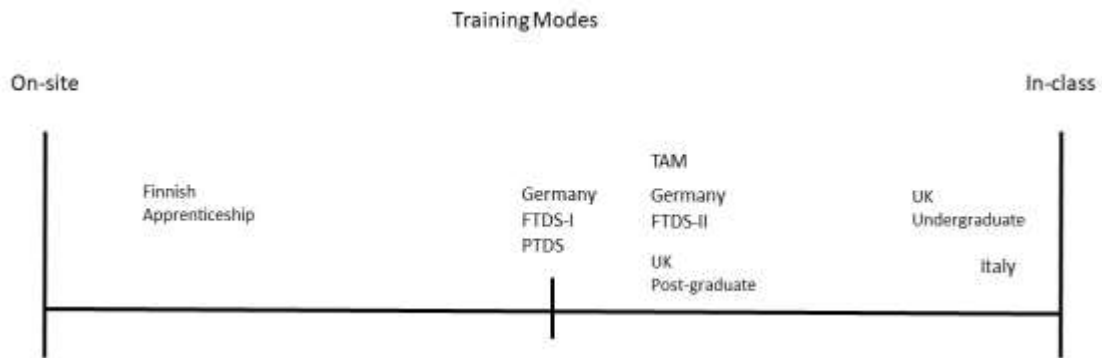 Training Modes
On-site
In-class
Finnish
Apprenticeship
Germany
FTDS-I
PTDS
TAM
Germany
FTDS-II
UK
Post-graduate
UK
Undergraduate
Italy